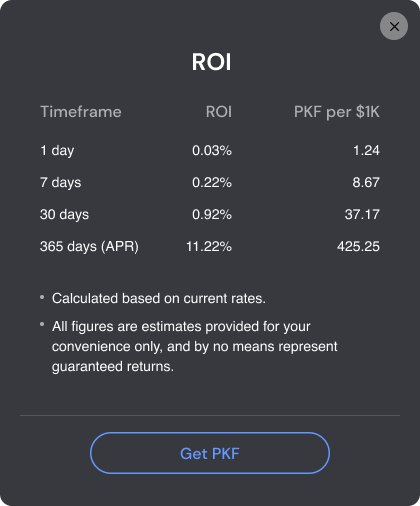 ROI
Timeframe ROI PKF per $1K
1 day 0.03% 1.24
7 days 0.22% 8.67
30 days 0.92% 37.17
365 days (APR) 11.22% 425.25
• Calculated based on current rates.
• All figures are estimates provided for your
convenience only, and by no means represent
guaranteed returns.
Get PKF